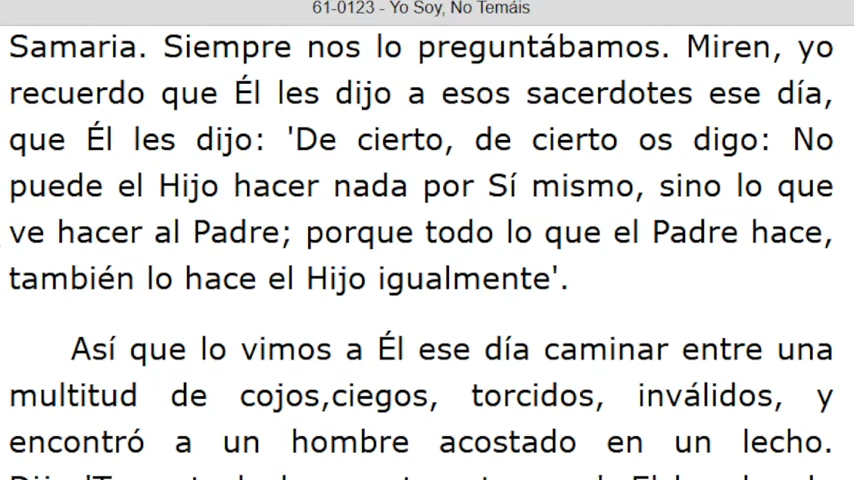 61-0123 - Yo Soy, No Temáis
Samaria. Siempre nos lo preguntábamos. Miren, yo
recuerdo que Él les dijo a esos sacerdotes ese día,
que Él les dijo: 'De cierto, de cierto os digo: No
puede el Hijo hacer nada por Sí mismo, sino lo que
ve hacer al Padre; porque todo lo que el Padre hace,
también lo hace el Hijo igualmente'.
Así que lo vimos a Él ese día caminar entre una
multitud de cojos,ciegos, torcidos, inválidos, y
encontró a un hombre acostado en un lecho.